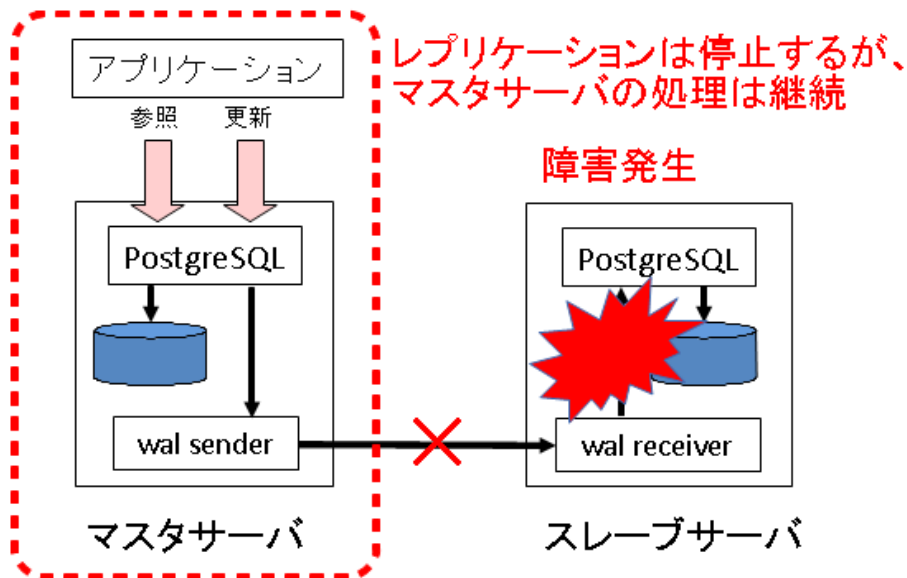 アプリケーション
レプリケーションは停止するが、
マスタサーバの処理は継続
参照 更新
障害発生
PostgreSQL
PostgreSQL
wal sender
wal receiver
マスタサーバ
スレーブサーバ